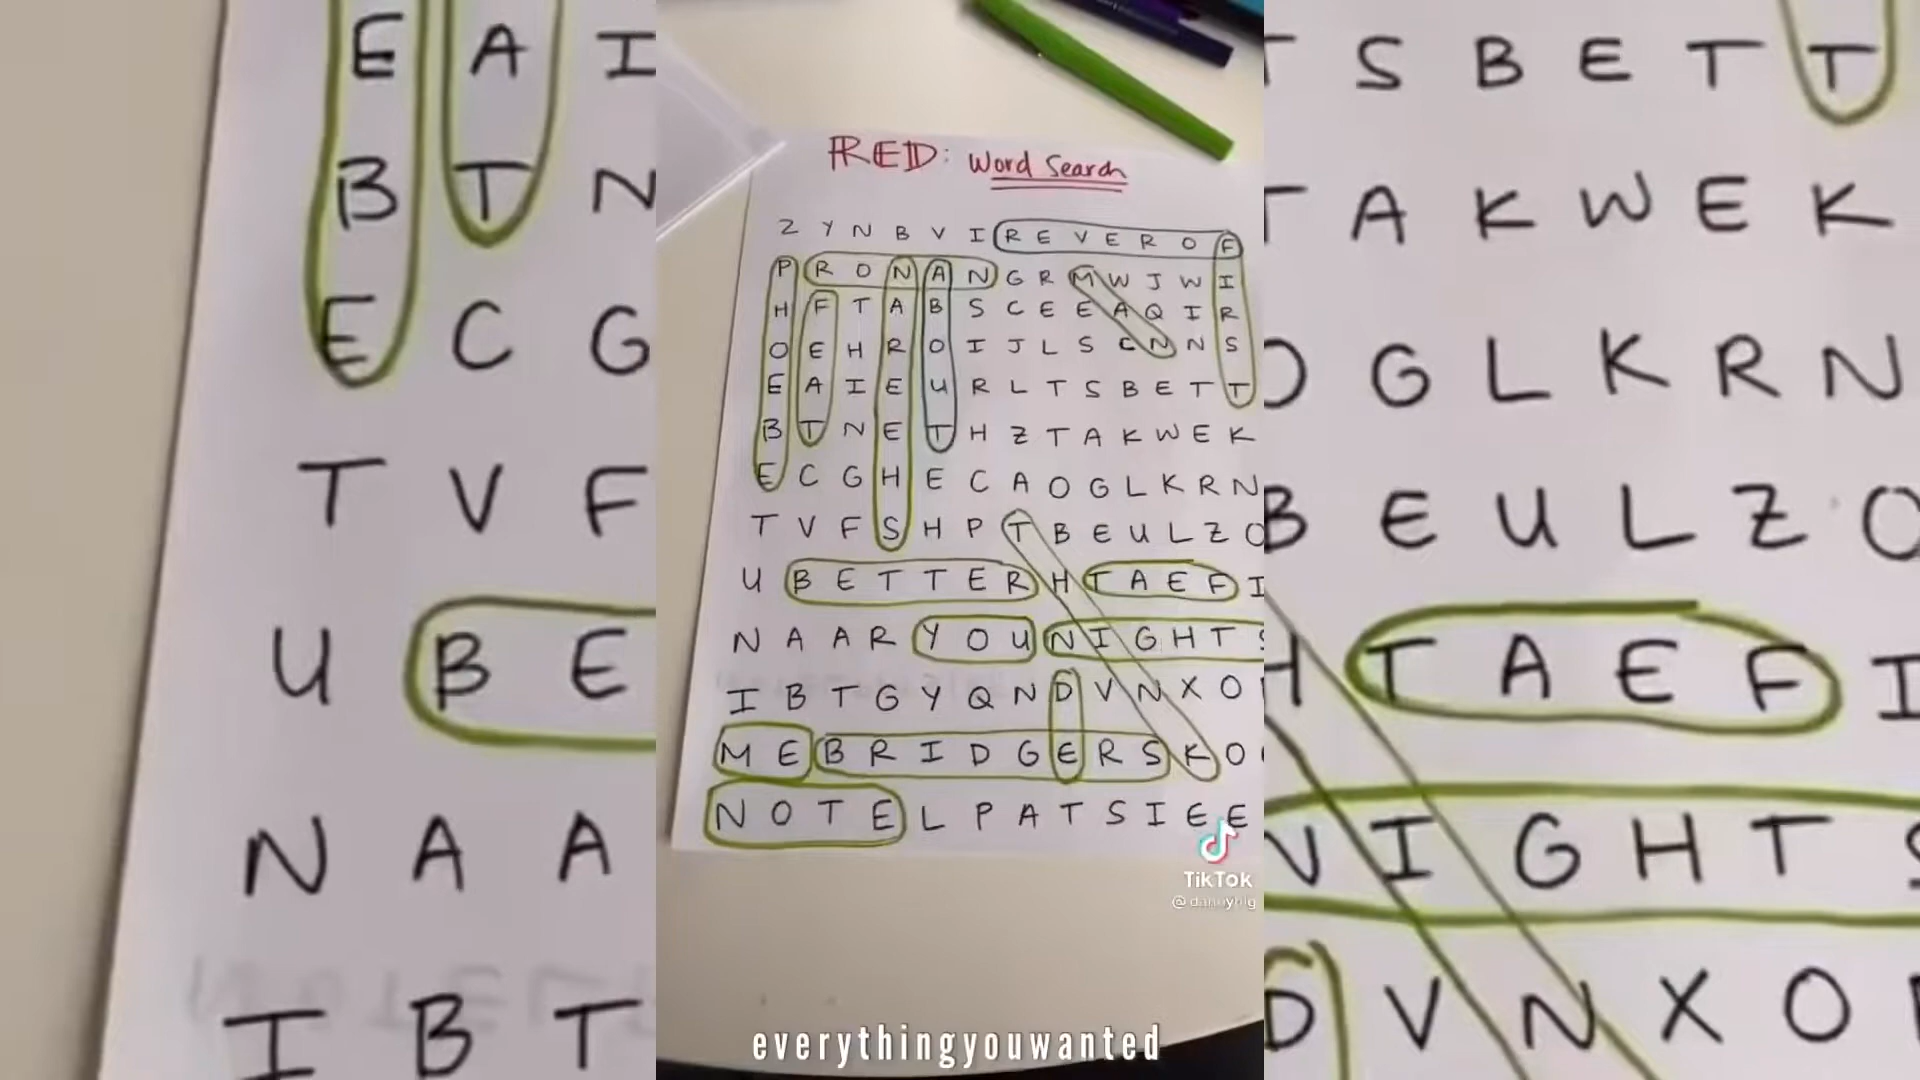 RED: Word Search
Z Y N B V I R E V E R O F
P R O N A N G R M W J W I
H F T A B S C E E A Q I R
O E H R O I J L S C N N S
E A I E U R L T S B E T T
B T N E T H Z T A K W E K
E C G H E C A O G L K R N
T V F S H P T B E U L Z O
U B E T T E R H T A E F I
N A A R Y O U N I G H T S
I B T G Y Q N D V N X O
M E B R I D G E R S K O
N O T E L P A T S I E E E
TikTok
everythingyouwanted